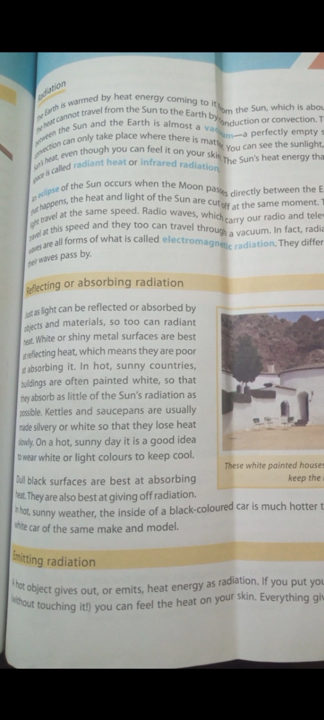 Radiation
the Earth is warmed by heat energy coming to it from the Sun, which is abou
the heat cannot travel from the Sun to the Earth by conduction or convection. T
between the Sun and the Earth is almost a vacuum—a perfectly empty s
convection can only take place where there is matte You can see the sunlight,
Sun's heat, even though you can feel it on your skin The Sun's heat energy tha
space is called radiant heat or infrared radiation
An eclipse of the Sun occurs when the Moon passes directly between the E
that happens, the heat and light of the Sun are cut off at the same moment. T
light travel at the same speed. Radio waves, which carry our radio and telev
travel at this speed and they too can travel through a vacuum. In fact, radia
waves are all forms of what is called electromagnetic radiation. They differ
their waves pass by.
Reflecting or absorbing radiation
Just as light can be reflected or absorbed by
objects and materials, so too can radiant
heat. White or shiny metal surfaces are best
at reflecting heat, which means they are poor
at absorbing it. In hot, sunny countries,
buildings are often painted white, so that
they absorb as little of the Sun's radiation as
possible. Kettles and saucepans are usually
made silvery or white so that they lose heat
slowly. On a hot, sunny day it is a good idea
to wear white or light colours to keep cool.
These white painted houses
keep the
Dull black surfaces are best at absorbing
heat. They are also best at giving off radiation.
In hot, sunny weather, the inside of a black-coloured car is much hotter t
white car of the same make and model.
Emitting radiation
A hot object gives out, or emits, heat energy as radiation. If you put you
(without touching it!) you can feel the heat on your skin. Everything giv